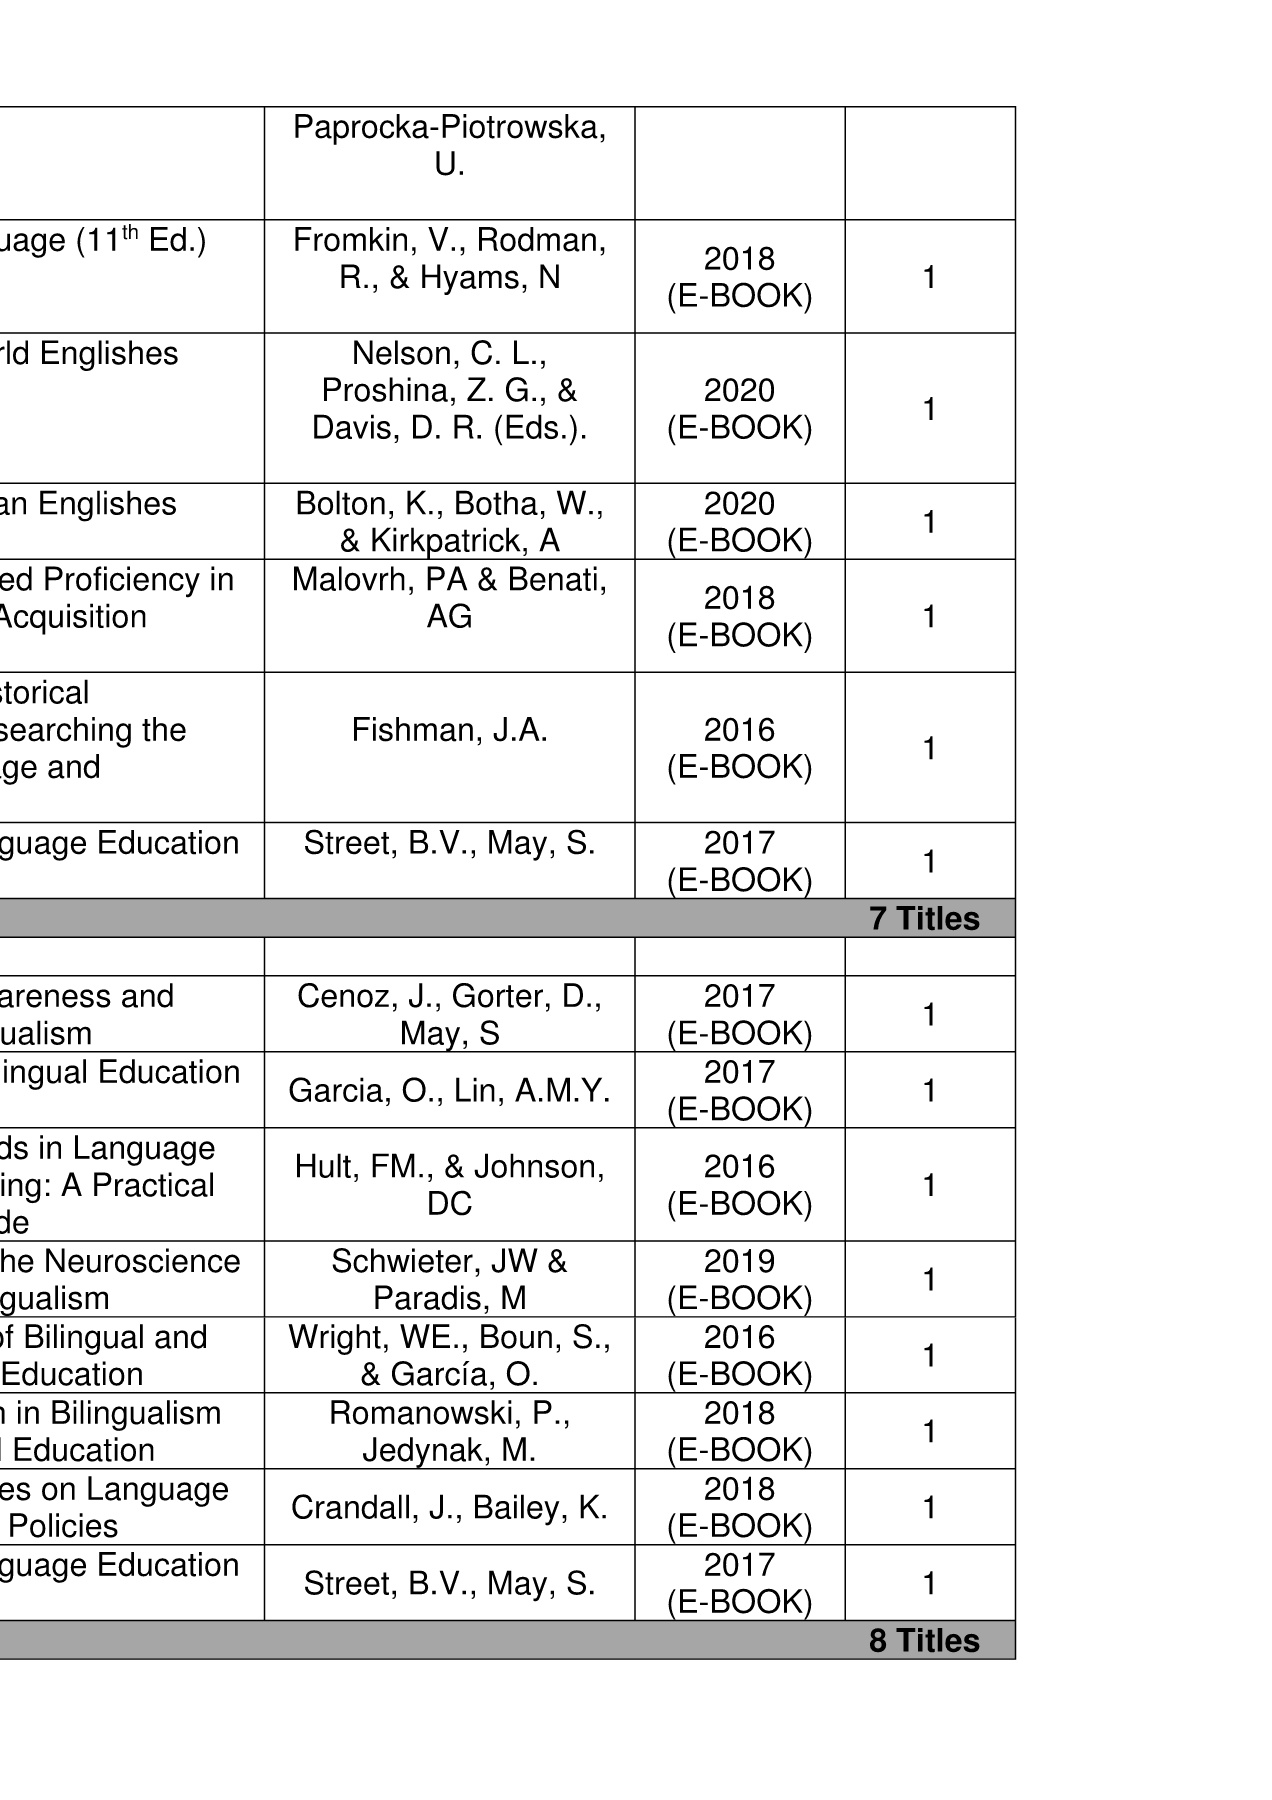 Paprocka-Piotrowska,
U.
uage (11th Ed.)
Fromkin, V., Rodman,
R., & Hyams, N
2018
(E-BOOK)
1
rld Englishes
Nelson, C. L.,
Proshina, Z. G., &
Davis, D. R. (Eds.).
2020
(E-BOOK)
1
an Englishes
Bolton, K., Botha, W.,
& Kirkpatrick, A
2020
(E-BOOK)
1
ed Proficiency in
Acquisition
Malovrh, PA & Benati,
AG
2018
(E-BOOK)
1
storical
searching the
age and
Fishman, J.A.
2016
(E-BOOK)
1
guage Education
Street, B.V., May, S.
2017
(E-BOOK)
1
7 Titles
areness and
ualism
Cenoz, J., Gorter, D.,
May, S
2017
(E-BOOK)
1
ingual Education
Garcia, O., Lin, A.M.Y.
2017
(E-BOOK)
1
ds in Language
ing: A Practical
de
Hult, FM., & Johnson,
DC
2016
(E-BOOK)
1
he Neuroscience
gualism
Schwieter, JW &
Paradis, M
2019
(E-BOOK)
1
of Bilingual and
Education
Wright, WE., Boun, S.,
& García, O.
2016
(E-BOOK)
1
n in Bilingualism
l Education
Romanowski, P.,
Jedynak, M.
2018
(E-BOOK)
1
es on Language
Policies
Crandall, J., Bailey, K.
2018
(E-BOOK)
1
guage Education
Street, B.V., May, S.
2017
(E-BOOK)
1
8 Titles